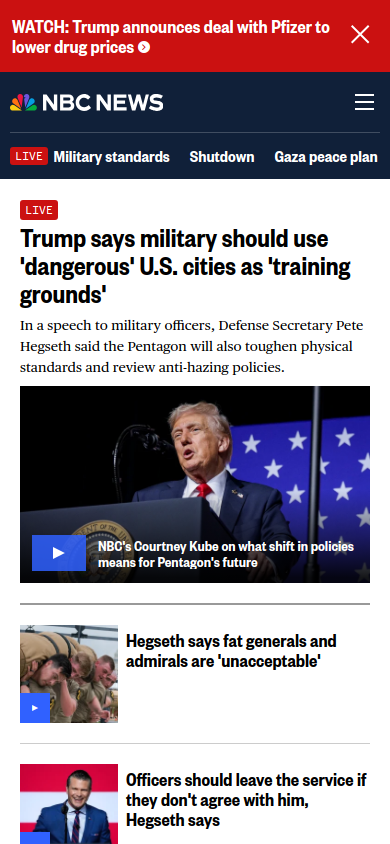 WATCH: Trump announces deal with Pfizer to
lower drug prices
NBC NEWS
LIVE Military standards Shutdown Gaza peace plan
LIVE
Trump says military should use
'dangerous' U.S. cities as 'training
grounds'
In a speech to military officers, Defense Secretary Pete
Hegseth said the Pentagon will also toughen physical
standards and review anti-hazing policies.
NBC's Courtney Kube on what shift in policies
means for Pentagon's future
Hegseth says fat generals and
admirals are 'unacceptable'
Officers should leave the service if
they don't agree with him,
Hegseth says